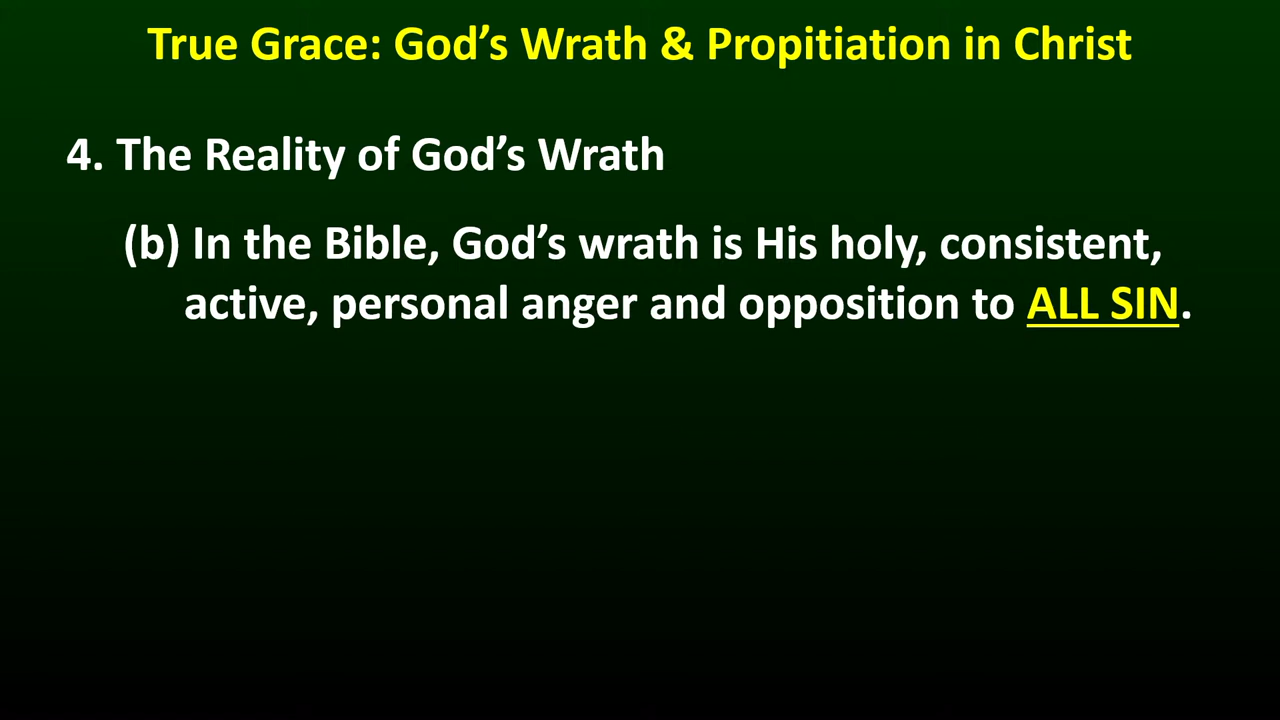 True Grace: God’s Wrath & Propitiation in Christ
4. The Reality of God’s Wrath
(b) In the Bible, God’s wrath is His holy, consistent,
active, personal anger and opposition to ALL SIN.